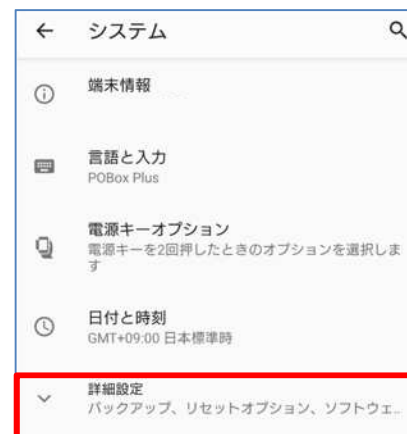 システム
端末情報
言語と入力
POBox Plus
電源キーオプション
電源キーを2回押したときのオプションを選択しま
す
日付と時刻
GMT+09:00 日本標準時
詳細設定
バックアップ、リセットオプション、ソフトウェ..